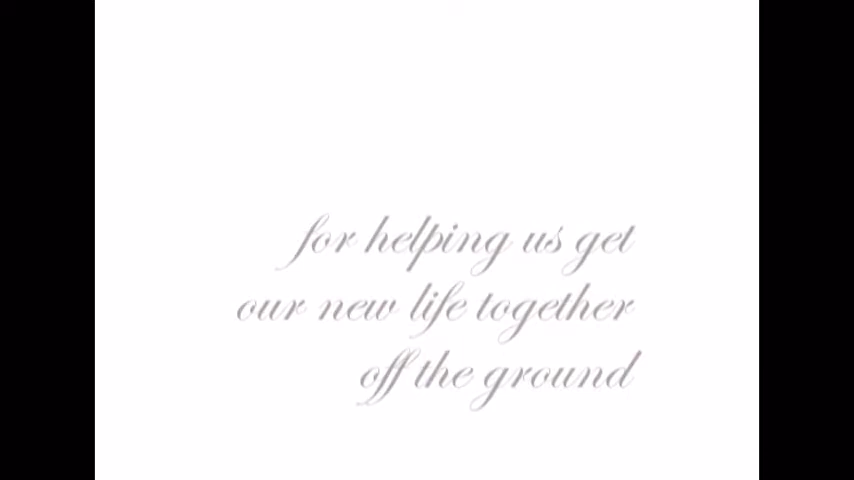 for helping us get
our new life together
off the ground